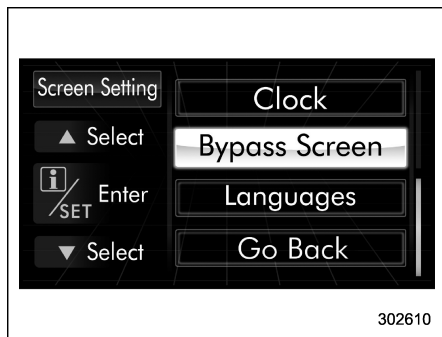 Screen Setting
▲ Select
i/SET Enter
▼ Select
Clock
Bypass Screen
Languages
Go Back
302610